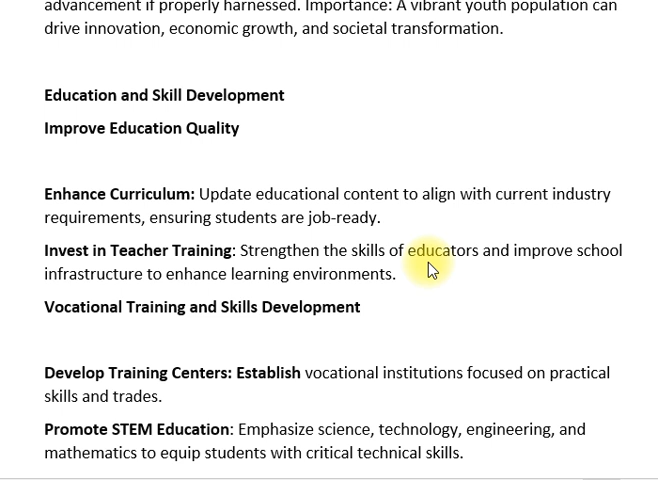 advancement if properly harnessed. Importance: A vibrant youth population can
drive innovation, economic growth, and societal transformation.
Education and Skill Development
Improve Education Quality
Enhance Curriculum: Update educational content to align with current industry
requirements, ensuring students are job-ready.
Invest in Teacher Training: Strengthen the skills of educators and improve school
infrastructure to enhance learning environments.
Vocational Training and Skills Development
Develop Training Centers: Establish vocational institutions focused on practical
skills and trades.
Promote STEM Education: Emphasize science, technology, engineering, and
mathematics to equip students with critical technical skills.